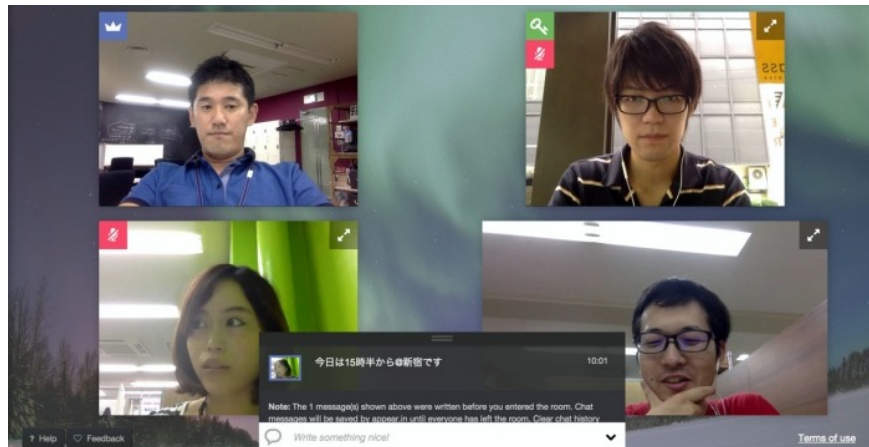 今日は15時半から@新宿です
10:01
Note: The 1 message(s) shown above were written before you entered the room. Chat
messages will be saved by appear.in until everyone has left the room. Clear chat history
Write something nice!
? Help
Feedback
Terms of use